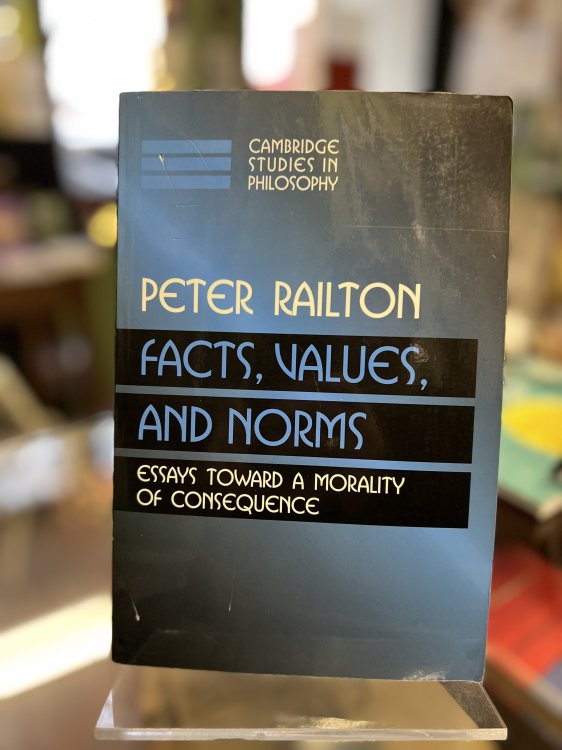 CAMBRIDGE
STUDIES IN
PHILOSOPHY
PETER RAILTON
FACTS, VALUES,
AND NORMS
ESSAYS TOWARD A MORALITY
OF CONSEQUENCE